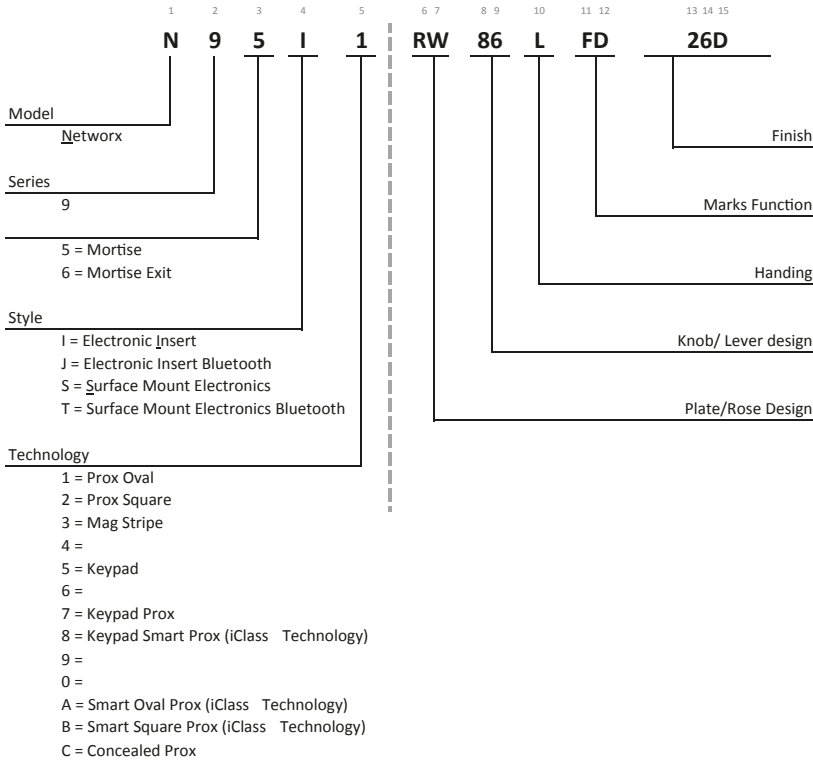 1 2 3 4 5 6 7 8 9 10 11 12 13 14 15
N 9 5 I 1 RW 86 L FD 26D
Model
Networx
Finish
Series
9
Marks Function
5 = Mortise
6 = Mortise Exit
Handing
Style
I = Electronic Insert
Knob/ Lever design
J = Electronic Insert Bluetooth
S = Surface Mount Electronics
T = Surface Mount Electronics Bluetooth
Plate/Rose Design
Technology
1 = Prox Oval
2 = Prox Square
3 = Mag Stripe
4 =
5 = Keypad
6 =
7 = Keypad Prox
8 = Keypad Smart Prox (iClass Technology)
9 =
0 =
A = Smart Oval Prox (iClass Technology)
B = Smart Square Prox (iClass Technology)
C = Concealed Prox